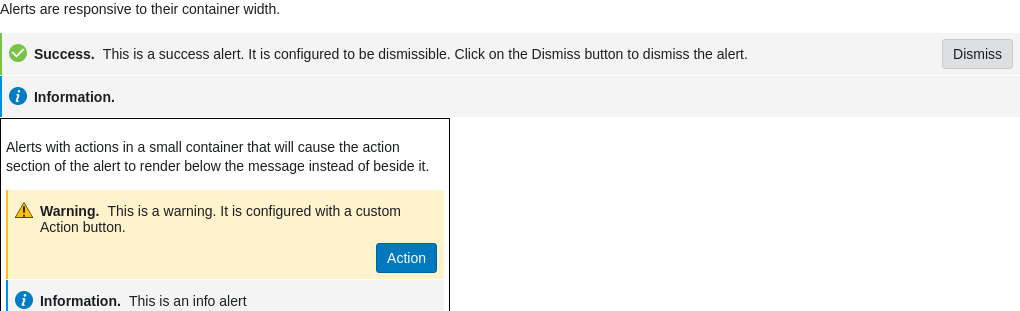 Alerts are responsive to their container width.
Success. This is a success alert. It is configured to be dismissible. Click on the Dismiss button to dismiss the alert.
Dismiss
Information.
Alerts with actions in a small container that will cause the action
section of the alert to render below the message instead of beside it.
Warning. This is a warning. It is configured with a custom
Action button.
Action
Information. This is an info alert